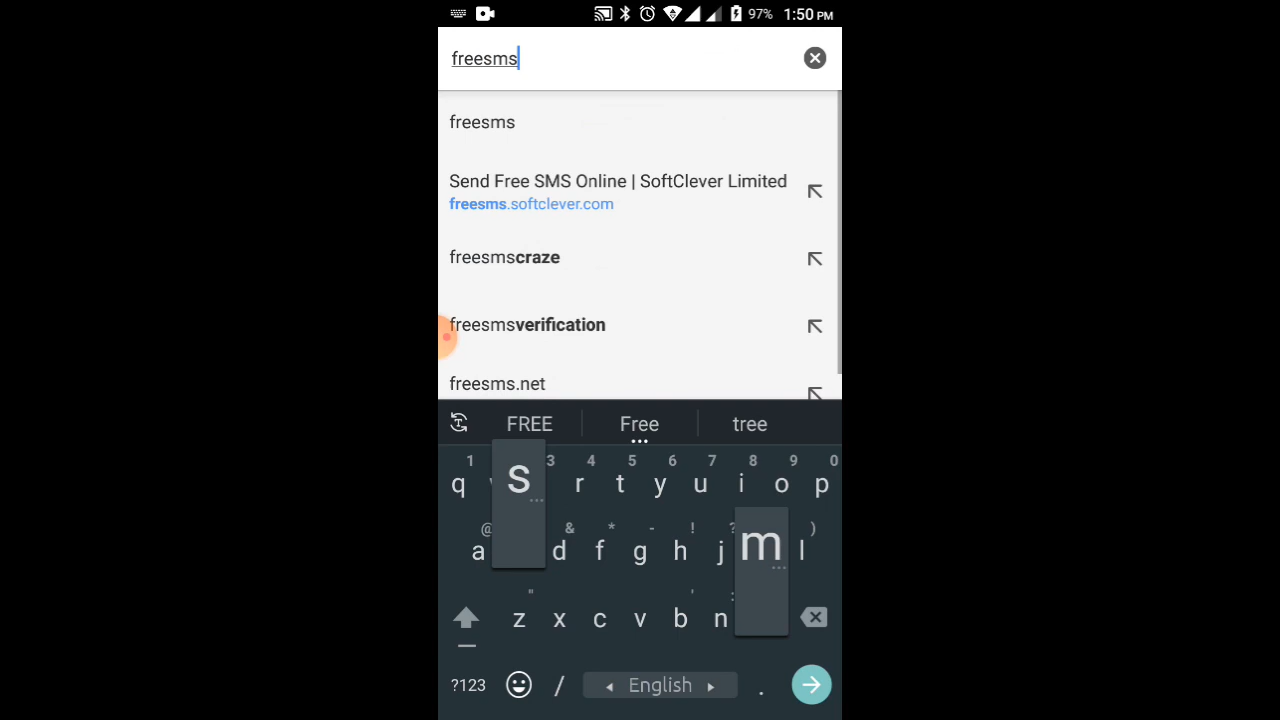 97% 1:50 PM
freesms
freesms
Send Free SMS Online | SoftClever Limited
freesms.softclever.com
freesmscraze
freesmsverification
freesms.net
FREE Free tree
1 3 4 5 6 7 8 9 0
q s r t y u i o p
@ & * - ! ? )
a d f g h j m l
" ' :
z x c v b n
?123 / English .